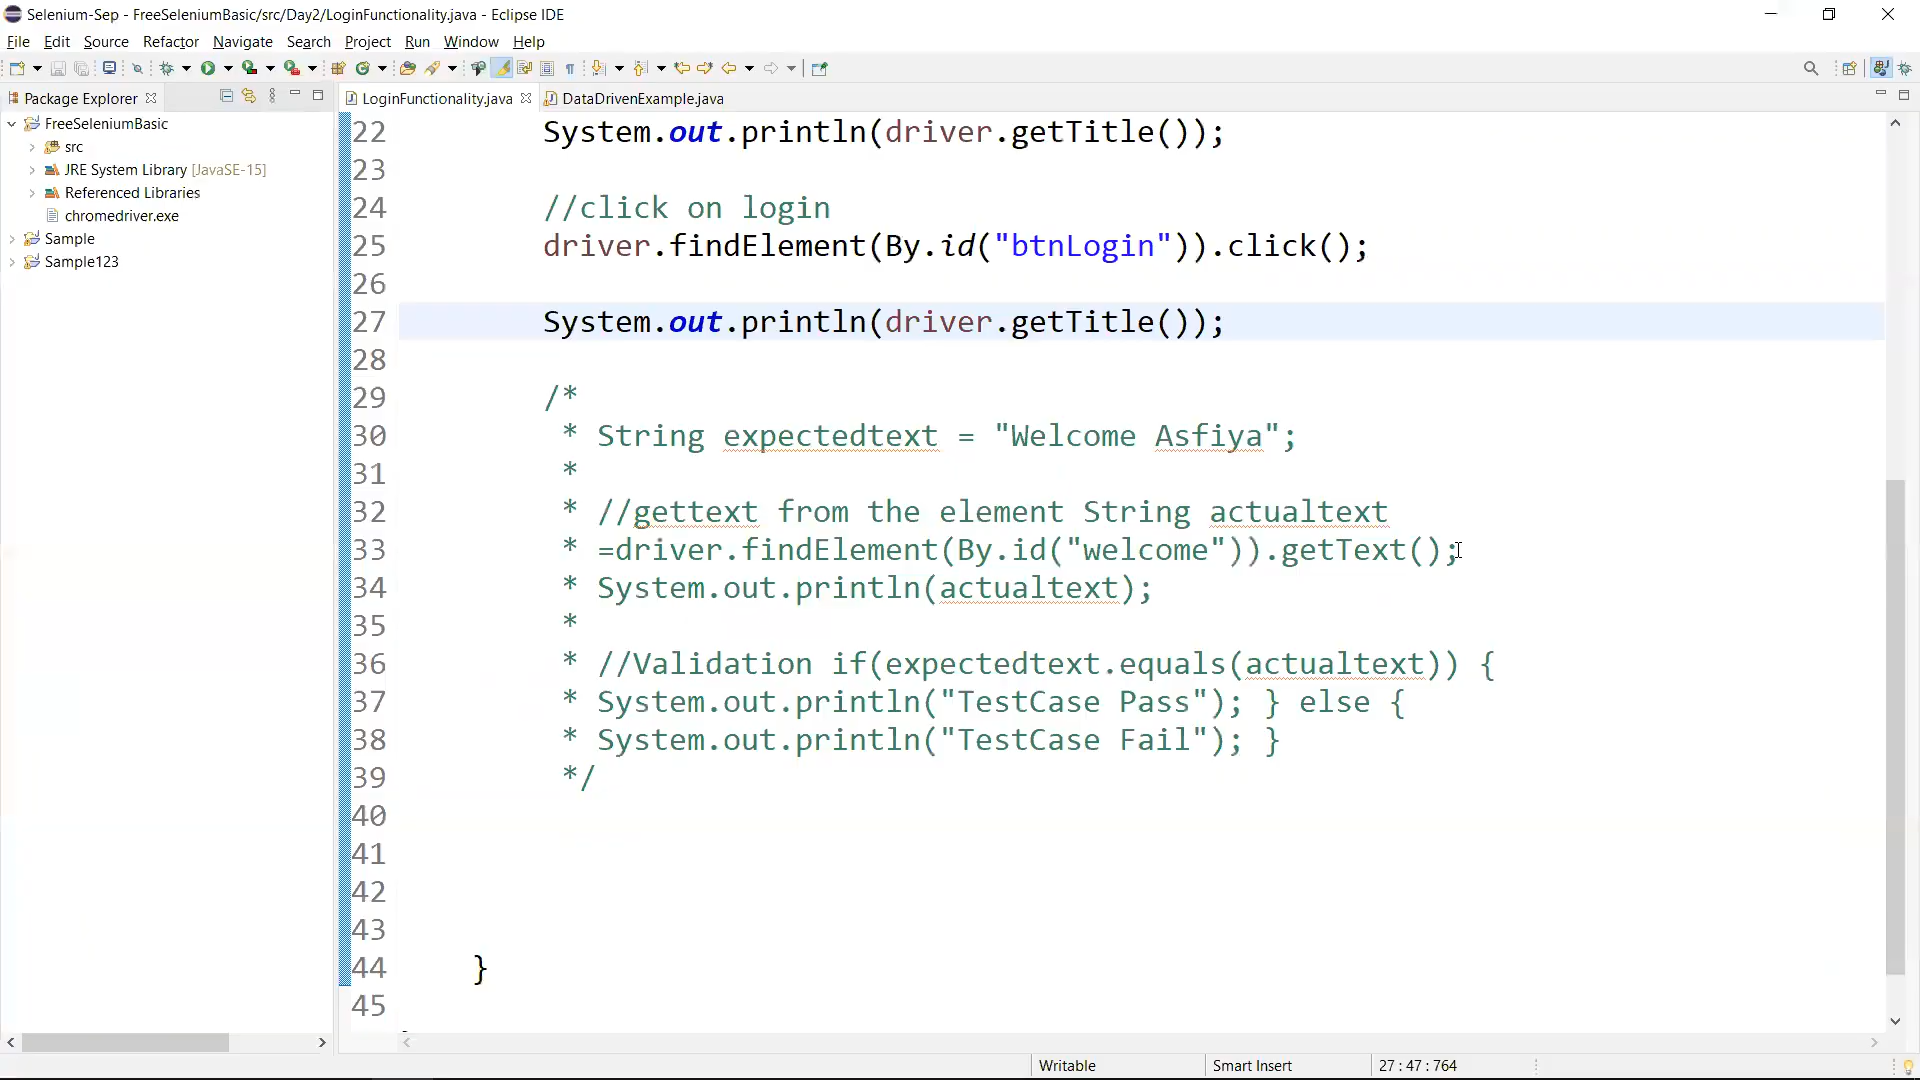 Selenium-Sep - FreeSeleniumBasic/src/Day2/LoginFunctionality.java - Eclipse IDE
File Edit Source Refactor Navigate Search Project Run Window Help
Package Explorer
LoginFunctionality.java DataDrivenExample.java
FreeSeleniumBasic
src
JRE System Library [JavaSE-15]
Referenced Libraries
chromedriver.exe
Sample
Sample123
22 System.out.println(driver.getTitle());
23
24 //click on login
25 driver.findElement(By.id("btnLogin")).click();
26
27 System.out.println(driver.getTitle());
28
29 /*
30 * String expectedtext = "Welcome Asfiya";
31 *
32 * //gettext from the element String actualtext
33 * =driver.findElement(By.id("welcome")).getText();
34 * System.out.println(actualtext);
35 *
36 * //Validation if(expectedtext.equals(actualtext)) {
37 * System.out.println("TestCase Pass"); } else {
38 * System.out.println("TestCase Fail"); }
39 */
40
41
42
43
44 }
45
Writable Smart Insert 27 : 47 : 764